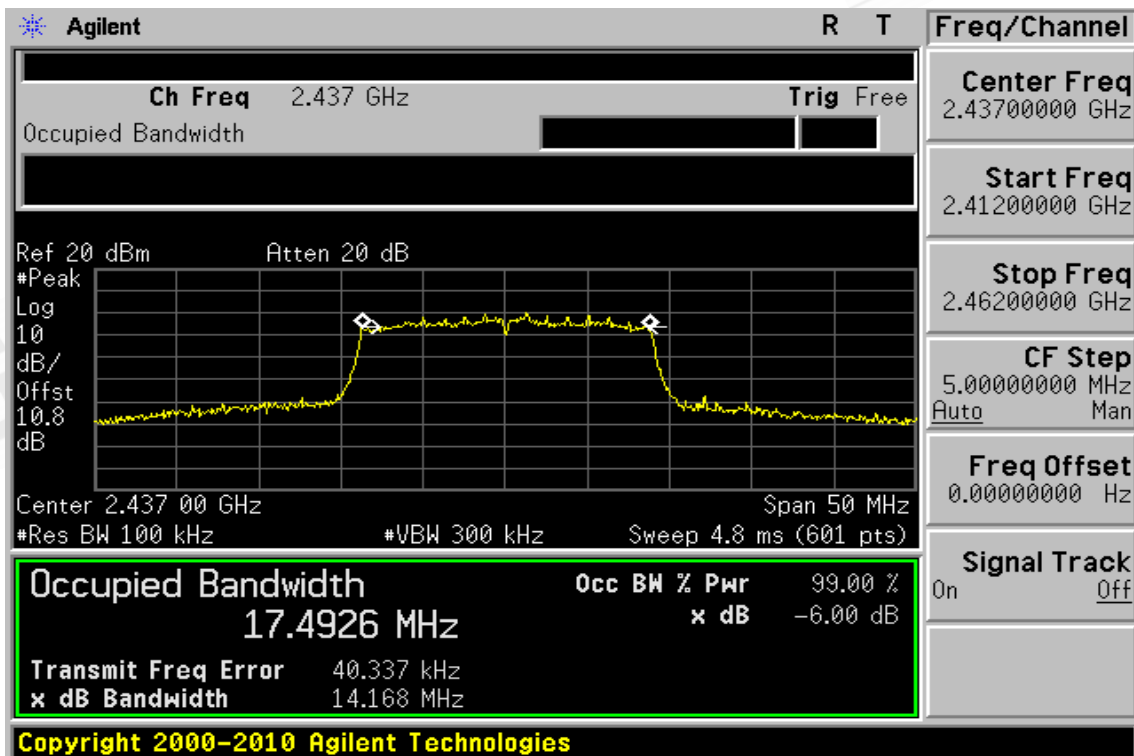 Agilent R T
Freq/Channel
Ch Freq 2.437 GHz Trig Free
Occupied Bandwidth
Center Freq
2.43700000 GHz
Start Freq
2.41200000 GHz
Stop Freq
2.46200000 GHz
CF Step
5.00000000 MHz
Auto Man
Freq Offset
0.00000000 Hz
Signal Track
On Off
Ref 20 dBm Atten 20 dB
#Peak
Log
10
dB/
Offst
10.8
dB
Center 2.437 00 GHz Span 50 MHz
#Res BW 100 kHz #VBW 300 kHz Sweep 4.8 ms (601 pts)
Occupied Bandwidth Occ BW % Pwr 99.00 %
17.4926 MHz x dB -6.00 dB
Transmit Freq Error 40.337 kHz
x dB Bandwidth 14.168 MHz
Copyright 2000-2010 Agilent Technologies